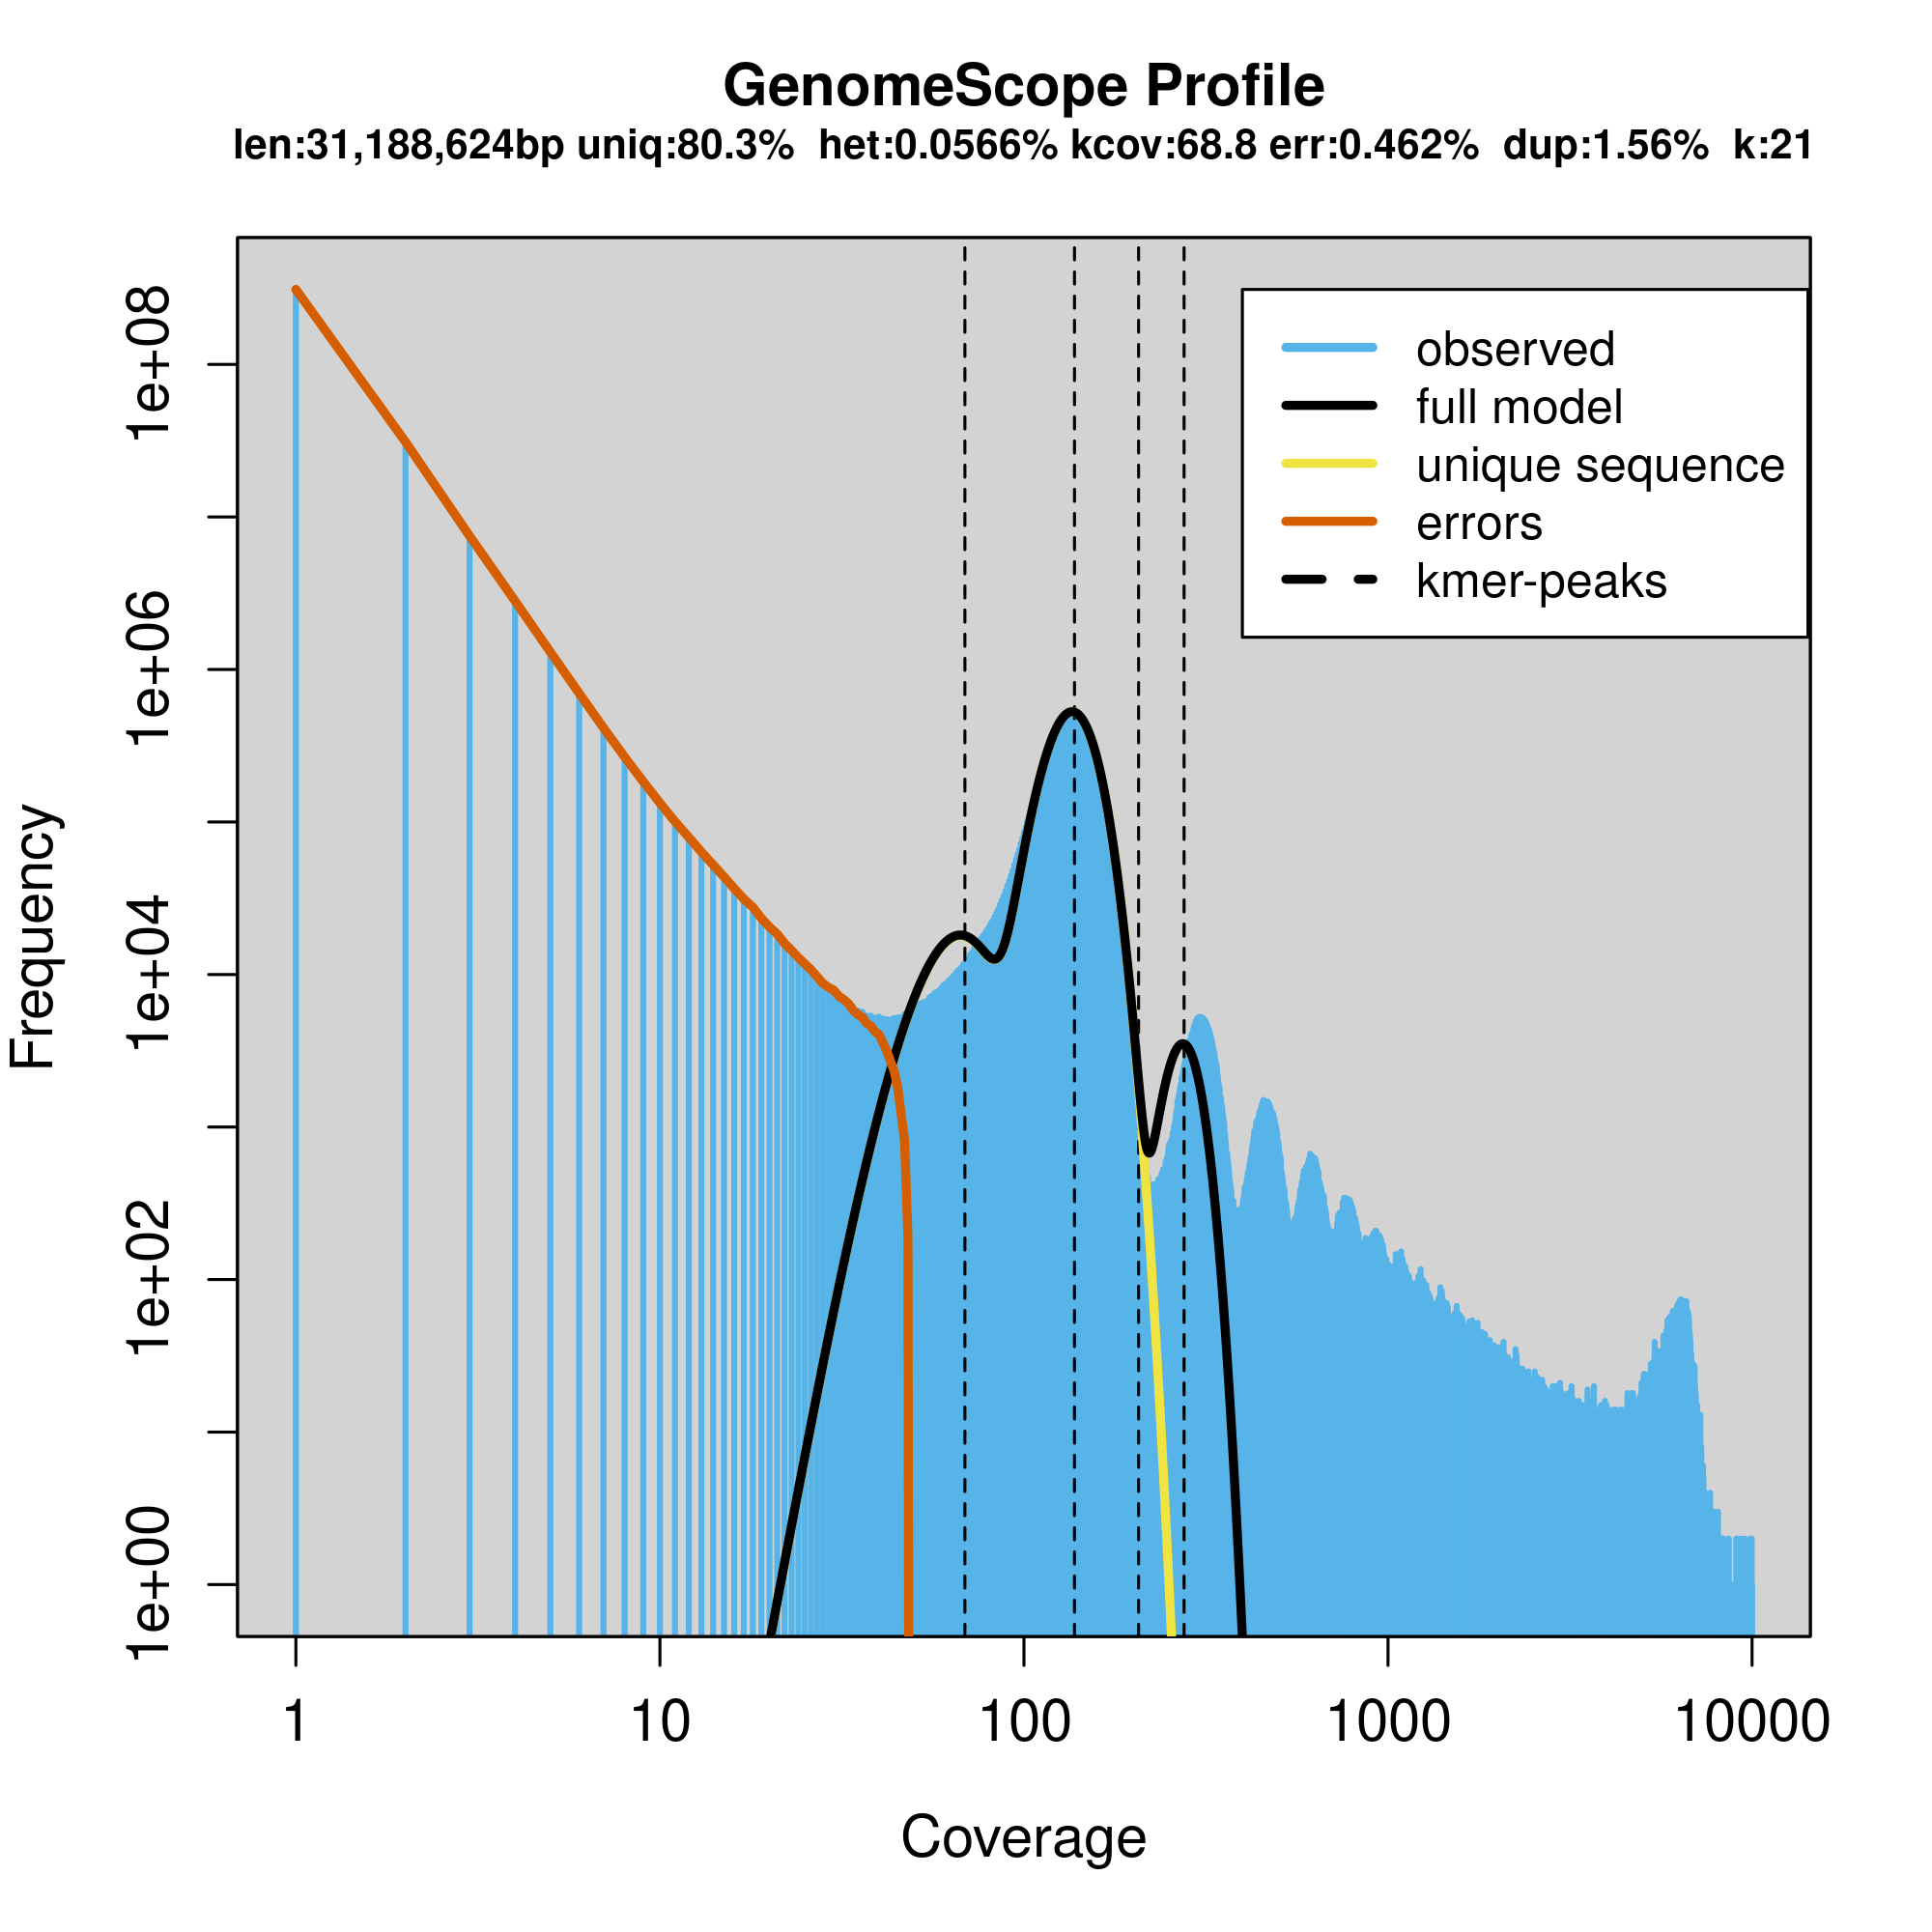 GenomeScope Profile
len:31,188,624bp uniq:80.3% het:0.0566% kcov:68.8 err:0.462% dup:1.56% k:21
observed
full model
unique sequence
errors
kmer-peaks
Frequency
1e+08
1e+06
1e+04
1e+02
1e+00
1 10 100 1000 10000
Coverage